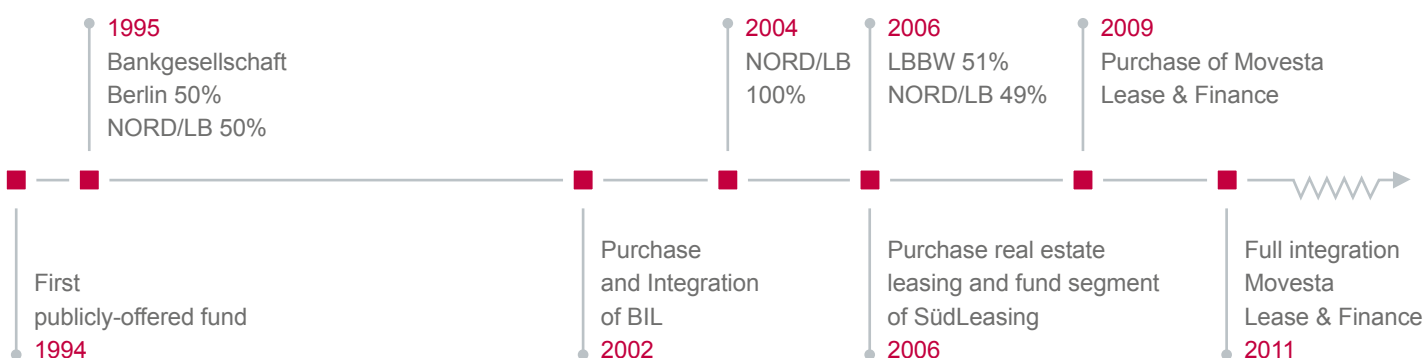 1995
Bankgesellschaft
Berlin 50%
NORD/LB 50%
2004
NORD/LB
100%
2006
LBBW 51%
NORD/LB 49%
2009
Purchase of Movesta
Lease & Finance
First
publicly-offered fund
1994
Purchase
and Integration
of BIL
2002
Purchase real estate
leasing and fund segment
of SüdLeasing
2006
Full integration
Movesta
Lease & Finance
2011